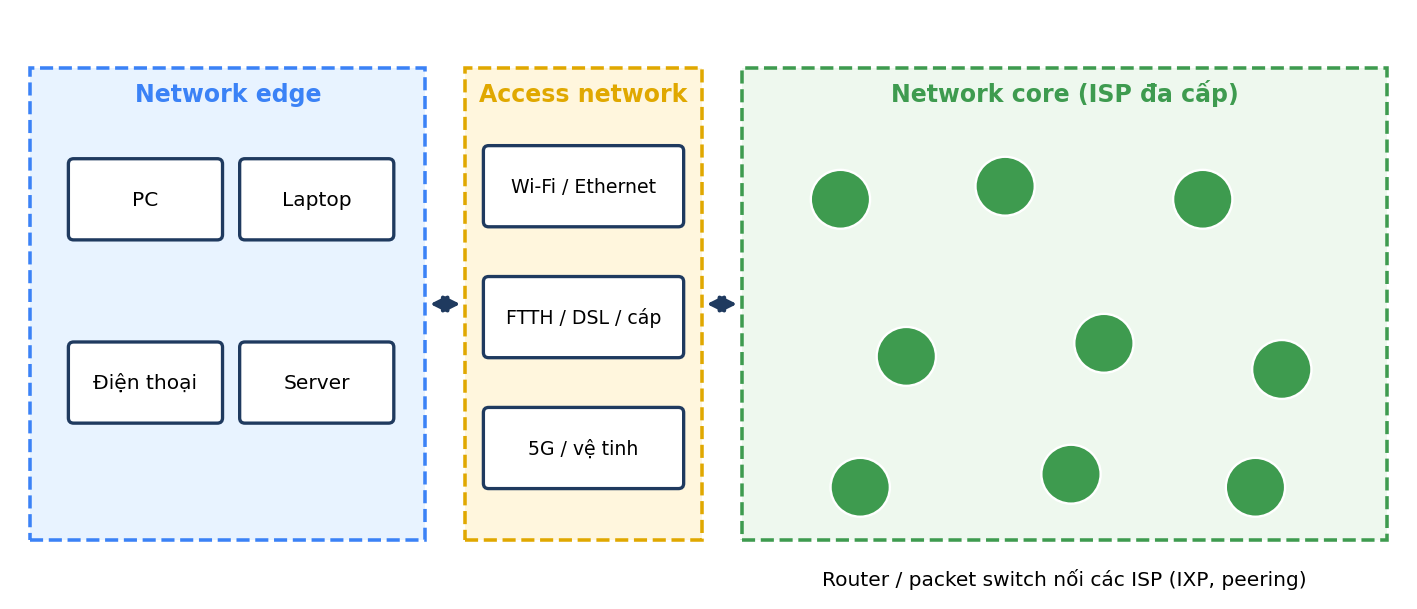 Network edge
PC
Laptop
Điện thoại
Server
Access network
Wi-Fi / Ethernet
FTTH / DSL / cáp
5G / vệ tinh
Network core (ISP đa cấp)
Router / packet switch nối các ISP (IXP, peering)